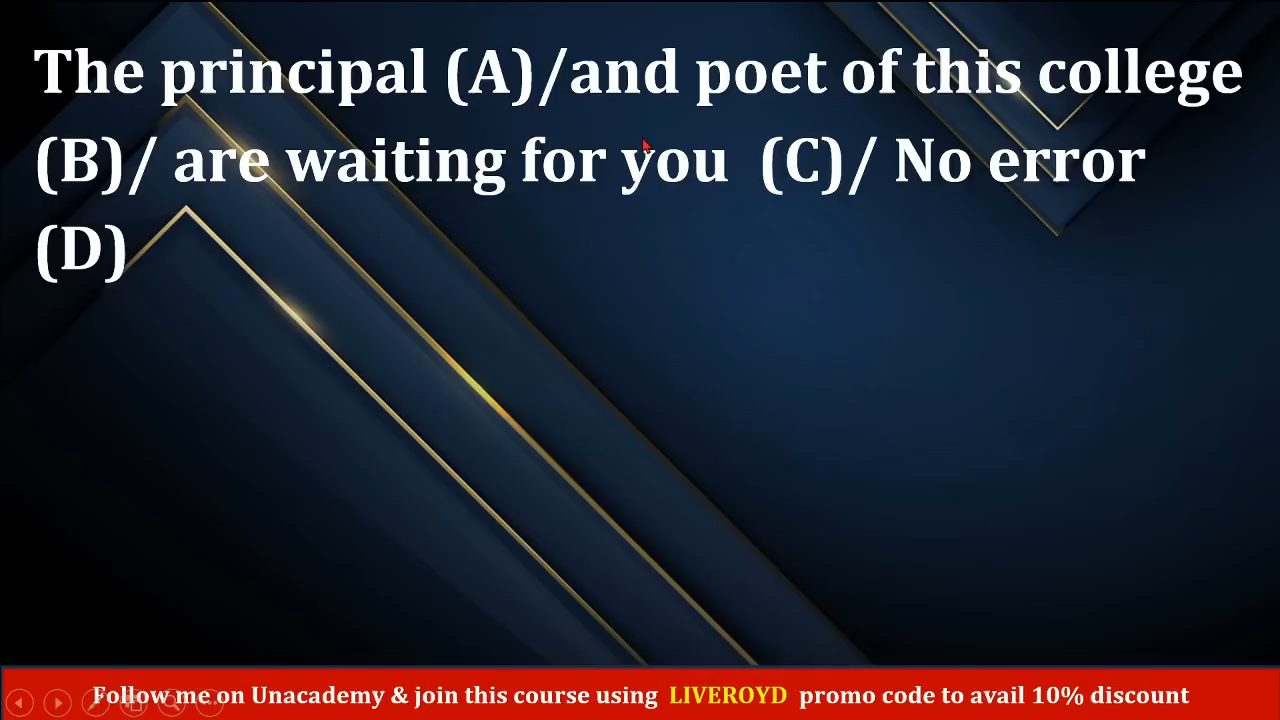 The principal (A)/and poet of this college
(B)/ are waiting for you (C)/ No error
(D)
Follow me on Unacademy & join this course using LIVEROYD promo code to avail 10% discount